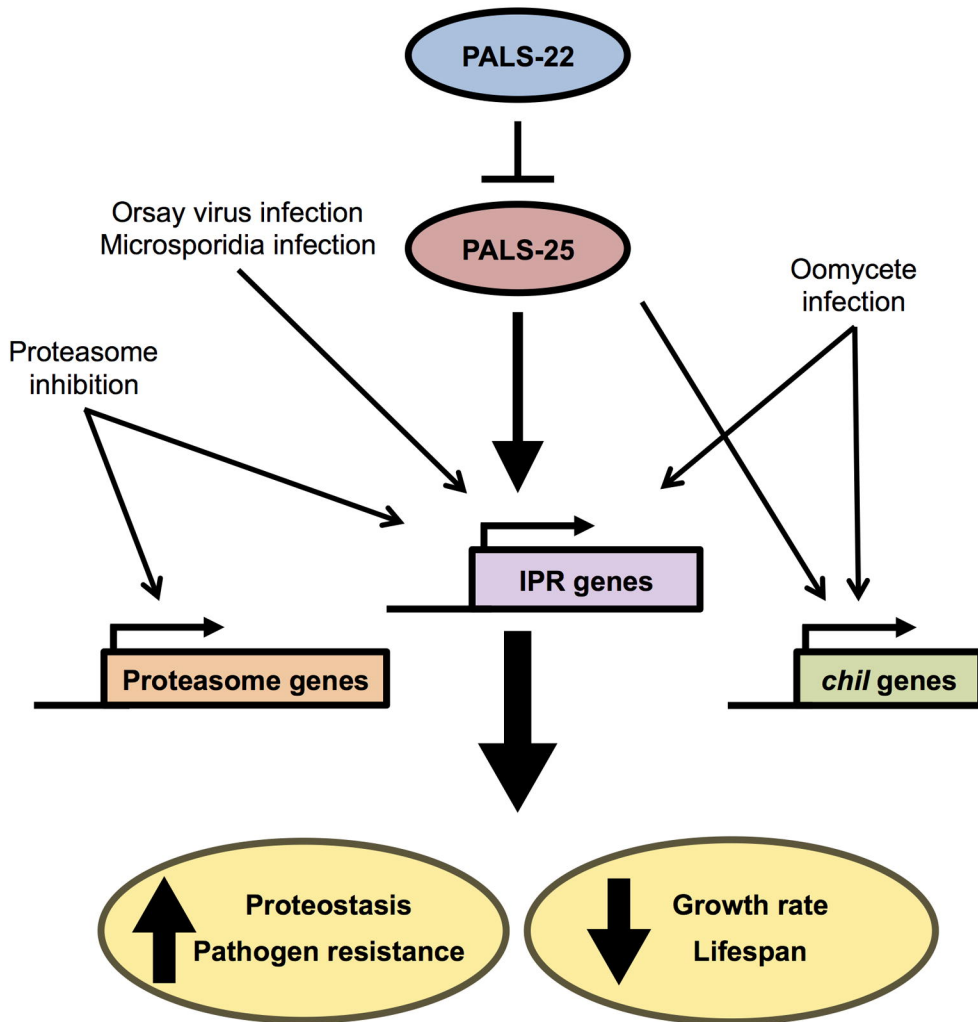 PALS-22
Orsay virus infection
Microsporidia infection
PALS-25
Oomycete
infection
Proteasome
inhibition
IPR genes
Proteasome genes
chil genes
Proteostasis
Pathogen resistance
Growth rate
Lifespan